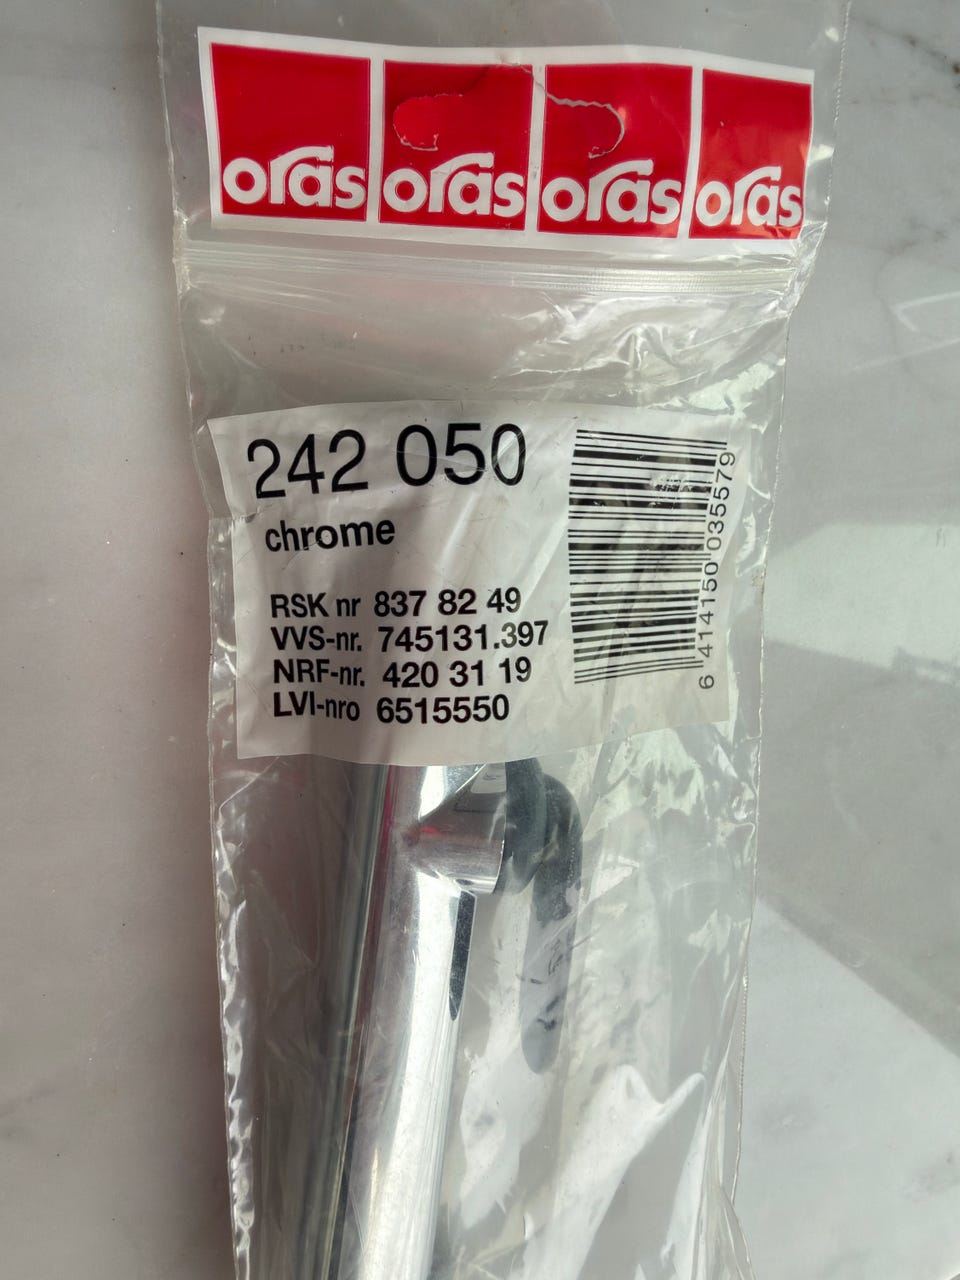 oras oras oras oras
242 050
chrome
RSK nr 837 82 49
VVS-nr. 745131.397
NRF-nr. 420 31 19
LVI-nro 6515550
6 414150 035579